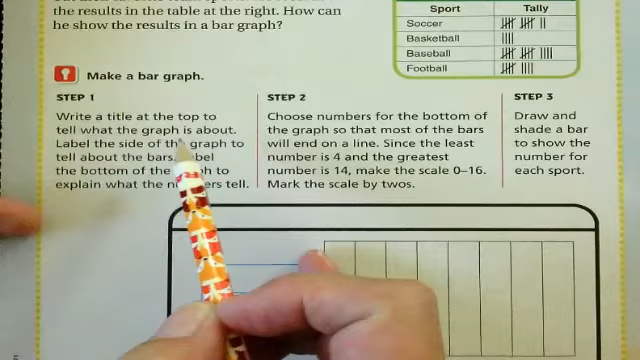 the results in the table at the right. How can
he show the results in a bar graph?
Sport Tally
Soccer
Basketball
Baseball
Football
Make a bar graph.
STEP 1
Write a title at the top to
tell what the graph is about.
Label the side of the graph to
tell about the bars. Label
the bottom of the graph to
explain what the numbers tell.
STEP 2
Choose numbers for the bottom of
the graph so that most of the bars
will end on a line. Since the least
number is 4 and the greatest
number is 14, make the scale 0–16.
Mark the scale by twos.
STEP 3
Draw and
shade a bar
to show the
number for
each sport.